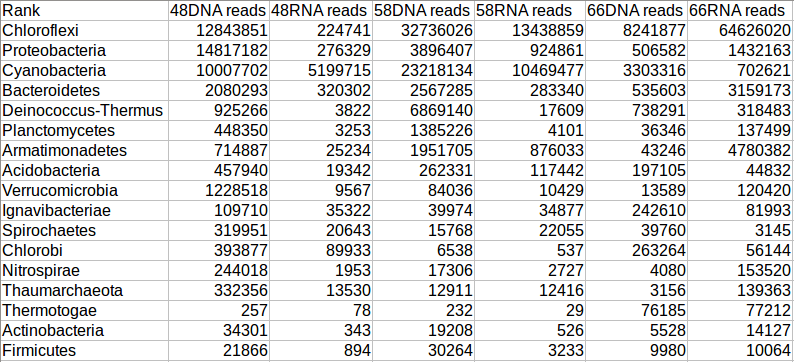 Rank 48DNA reads 48RNA reads 58DNA reads 58RNA reads 66DNA reads 66RNA reads
Chloroflexi 12843851 224741 32736026 13438859 8241877 64626020
Proteobacteria 14817182 276329 3896407 924861 506582 1432163
Cyanobacteria 10007702 5199715 23218134 10469477 3303316 702621
Bacteroidetes 2080293 320302 2567285 283340 535603 3159173
Deinococcus-Thermus 925266 3822 6869140 17609 738291 318483
Planctomycetes 448350 3253 1385226 4101 36346 137499
Armatimonadetes 714887 25234 1951705 876033 43246 4780382
Acidobacteria 457940 19342 262331 117442 197105 44832
Verrucomicrobia 1228518 9567 84036 10429 13589 120420
Ignavibacteriae 109710 35322 39974 34877 242610 81993
Spirochaetes 319951 20643 15768 22055 39760 3145
Chlorobi 393877 89933 6538 537 263264 56144
Nitrospirae 244018 1953 17306 2727 4080 153520
Thaumarchaeota 332356 13530 12911 12416 3156 139363
Thermotogae 257 78 232 29 76185 77212
Actinobacteria 34301 343 19208 526 5528 14127
Firmicutes 21866 894 30264 3233 9980 10064